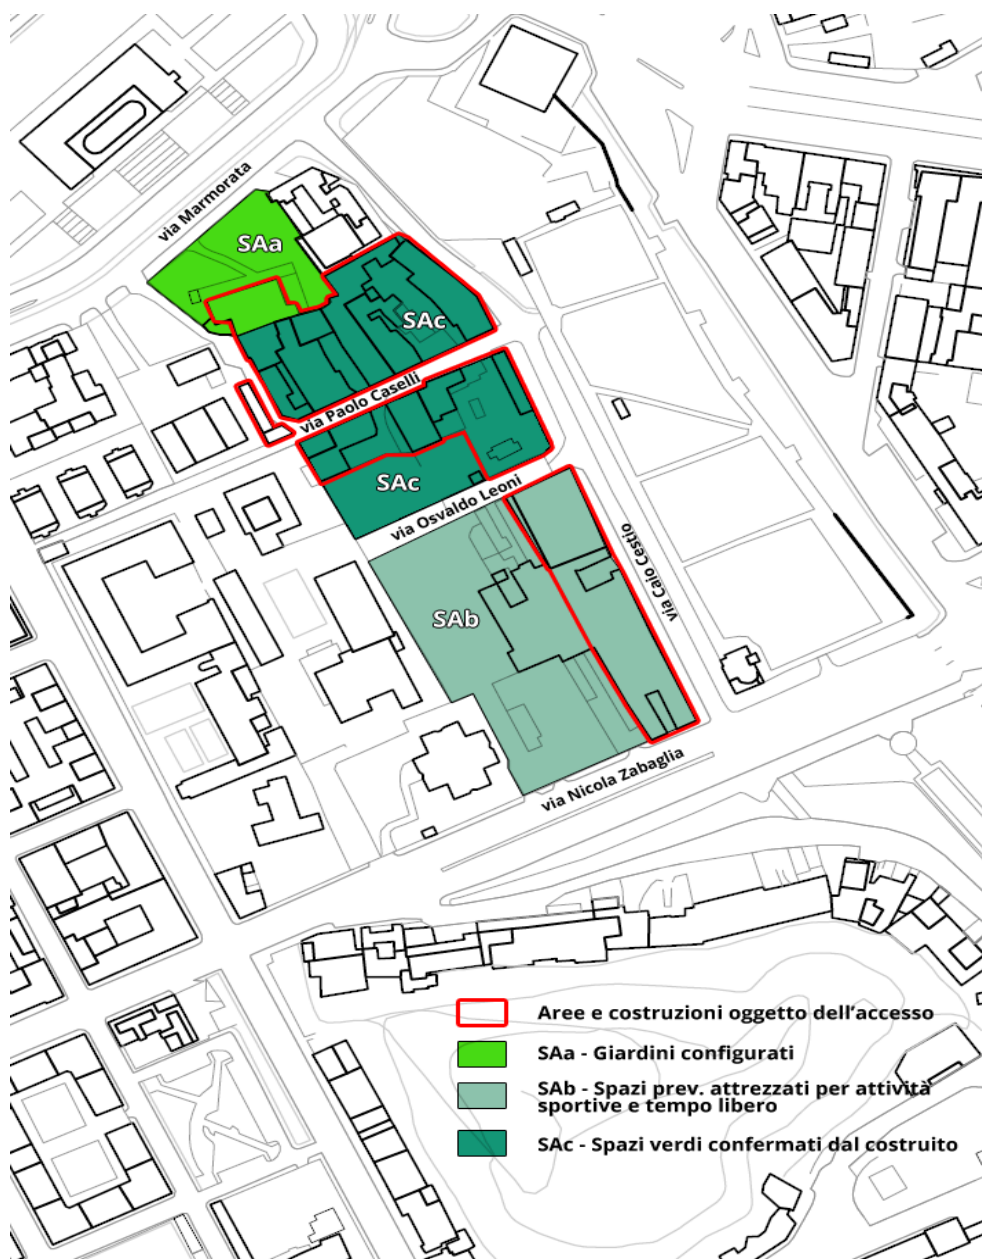 via Marmorata
SAa
SAc
via Paolo Caselli
SAc
via Osvaldo Leoni
SAb
via Caio Cestio
via Nicola Zabaglia
Aree e costruzioni oggetto dell'accesso
SAa - Giardini configurati
SAb - Spazi prev. attrezzati per attività
sportive e tempo libero
SAc - Spazi verdi confermati dal costruito